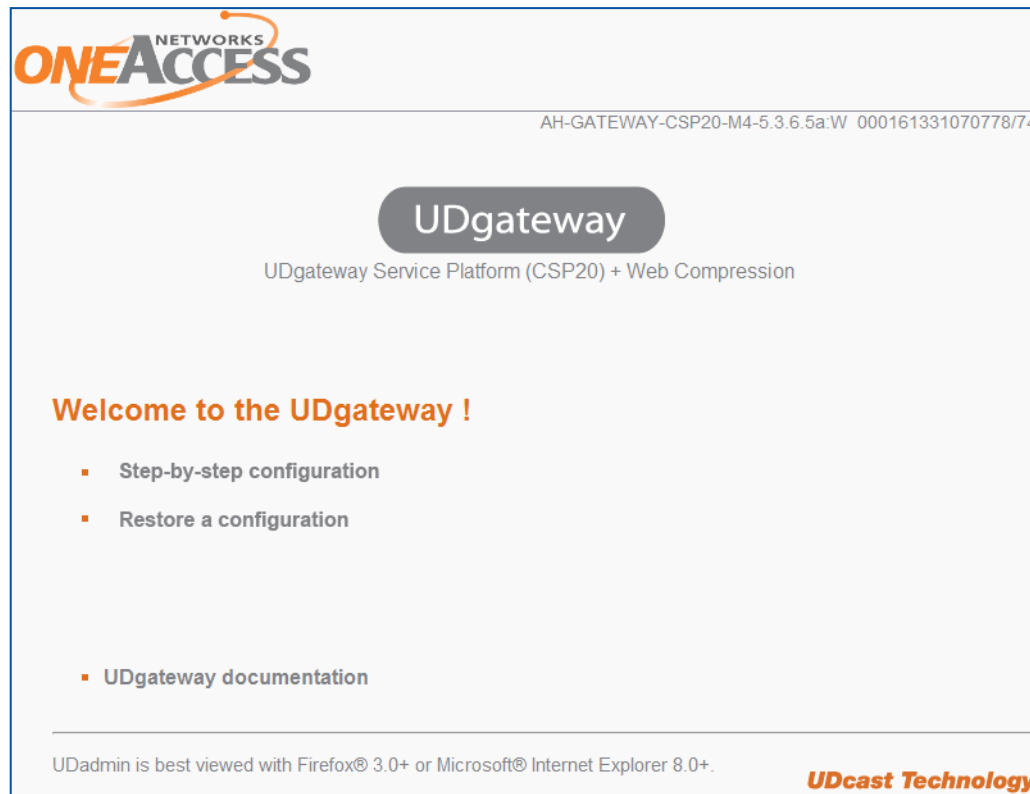 NETWORKS
ONEACCESS
AH-GATEWAY-CSP20-M4-5.3.6.5a:W 000161331070778/74
UDgateway
UDgateway Service Platform (CSP20) + Web Compression
Welcome to the UDgateway !
Step-by-step configuration
Restore a configuration
UDgateway documentation
UDadmin is best viewed with Firefox® 3.0+ or Microsoft® Internet Explorer 8.0+.
UDcast Technology